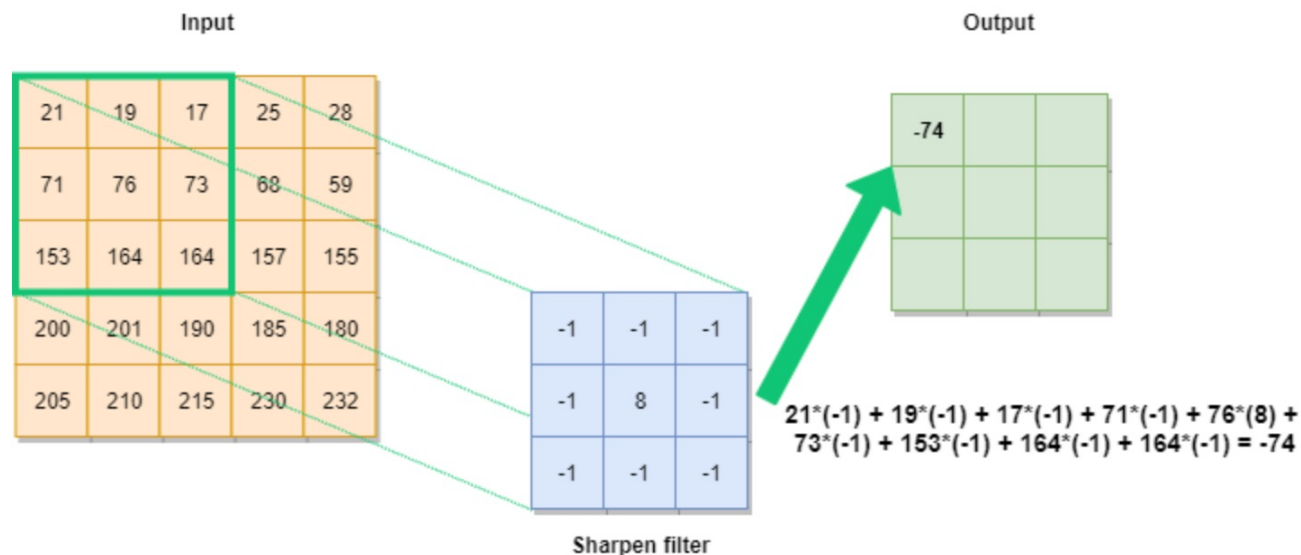 Input
Output
21 19 17 25 28
71 76 73 68 59
153 164 164 157 155
200 201 190 185 180
205 210 215 230 232
-74
-1 -1 -1
-1 8 -1
-1 -1 -1
21*(-1) + 19*(-1) + 17*(-1) + 71*(-1) + 76*(8) +
73*(-1) + 153*(-1) + 164*(-1) + 164*(-1) = -74
Sharpen filter